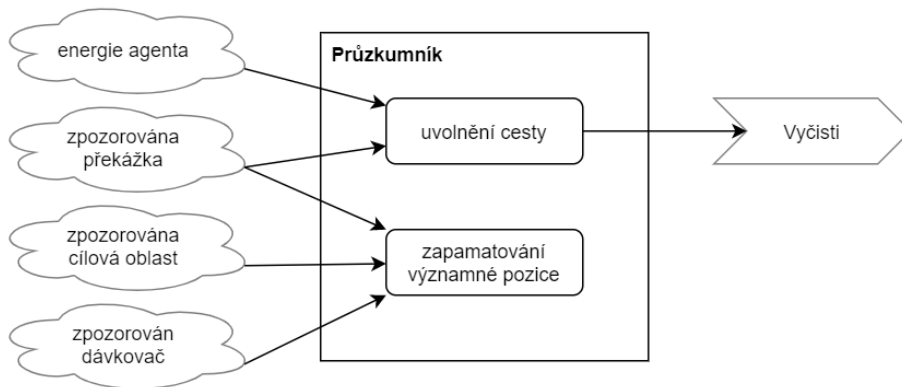 energie agenta
zpozorována
překážka
zpozorována
cílová oblast
zpozorován
dávkovač
Průzkumník
uvolnění cesty
zapamatování
významné pozice
Vyčisti